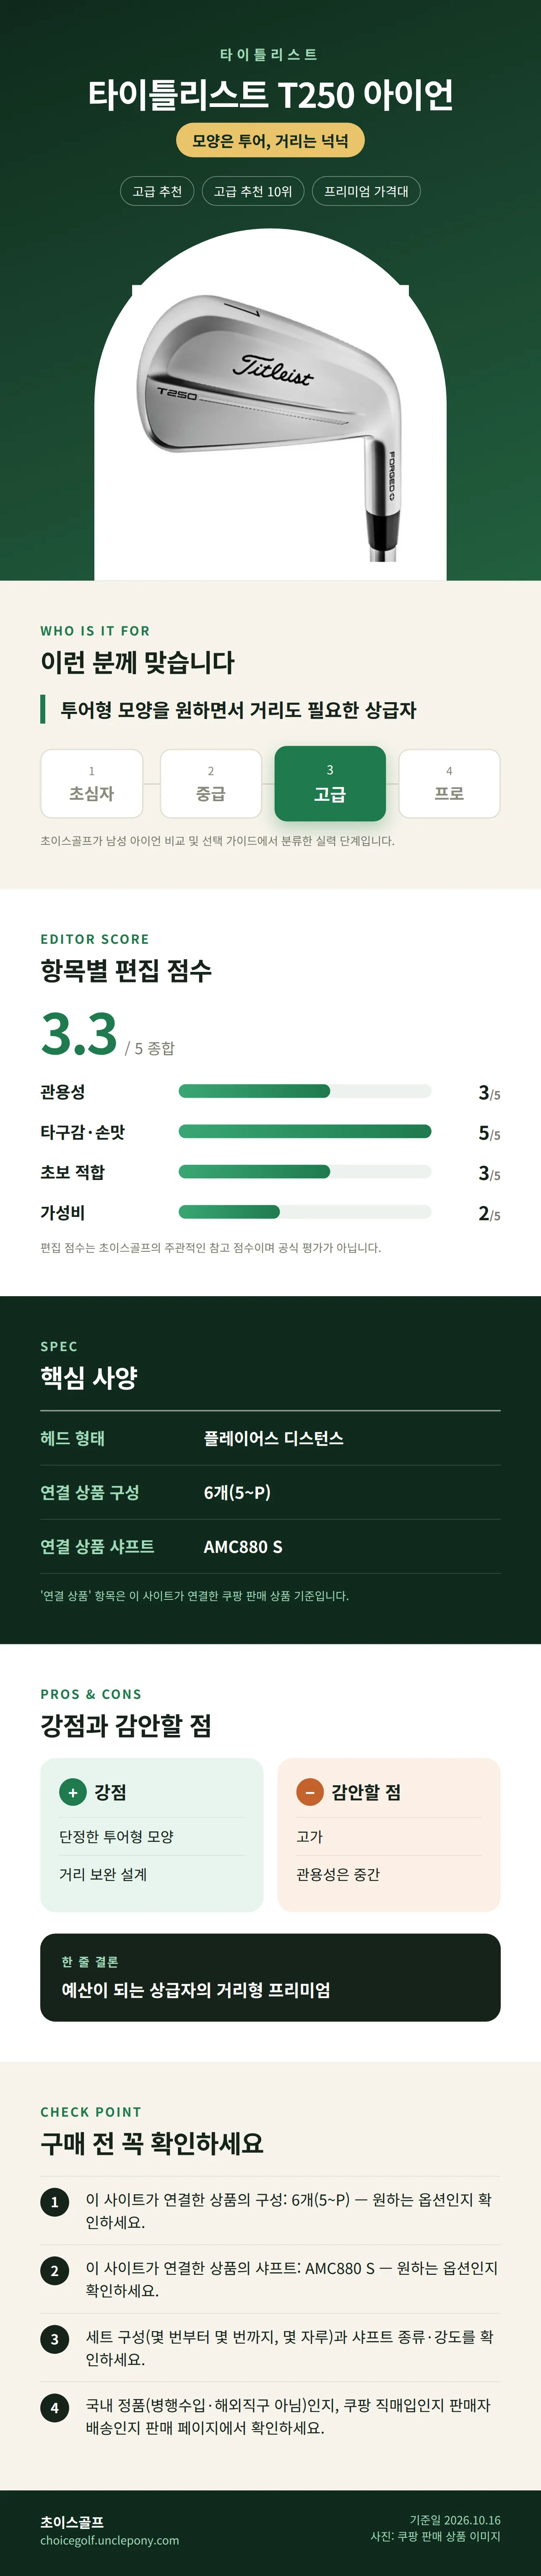 타이틀리스트
타이틀리스트 T250 아이언
모양은 투어, 거리는 넉넉
고급 추천
고급 추천 10위
프리미엄 가격대
Titleist
T250
FORGED
WHO IS IT FOR
이런 분께 맞습니다
투어형 모양을 원하면서 거리도 필요한 상급자
1
초심자
2
중급
3
고급
4
프로
초이스골프가 남성 아이언 비교 및 선택 가이드에서 분류한 실력 단계입니다.
EDITOR SCORE
항목별 편집 점수
3.3 / 5 종합
관용성 3/5
타구감·손맛 5/5
초보 적합 3/5
가성비 2/5
편집 점수는 초이스골프의 주관적인 참고 점수이며 공식 평가가 아닙니다.
SPEC
핵심 사양
헤드 형태 플레이어스 디스턴스
연결 상품 구성 6개(5~P)
연결 상품 샤프트 AMC880 S
'연결 상품' 항목은 이 사이트가 연결한 쿠팡 판매 상품 기준입니다.
PROS & CONS
강점과 감안할 점
+ 강점
단정한 투어형 모양
거리 보완 설계
− 감안할 점
고가
관용성은 중간
한 줄 결론
예산이 되는 상급자의 거리형 프리미엄
CHECK POINT
구매 전 꼭 확인하세요
1 이 사이트가 연결한 상품의 구성: 6개(5~P) — 원하는 옵션인지 확
인하세요.
2 이 사이트가 연결한 상품의 샤프트: AMC880 S — 원하는 옵션인지
확인하세요.
3 세트 구성(몇 번부터 몇 번까지, 몇 자루)과 샤프트 종류·강도를 확
인하세요.
4 국내 정품(병행수입·해외직구 아님)인지, 쿠팡 직매입인지 판매자
배송인지 판매 페이지에서 확인하세요.
초이스골프
choicegolf.unclepony.com
기준일 2026.10.16
사진: 쿠팡 판매 상품 이미지